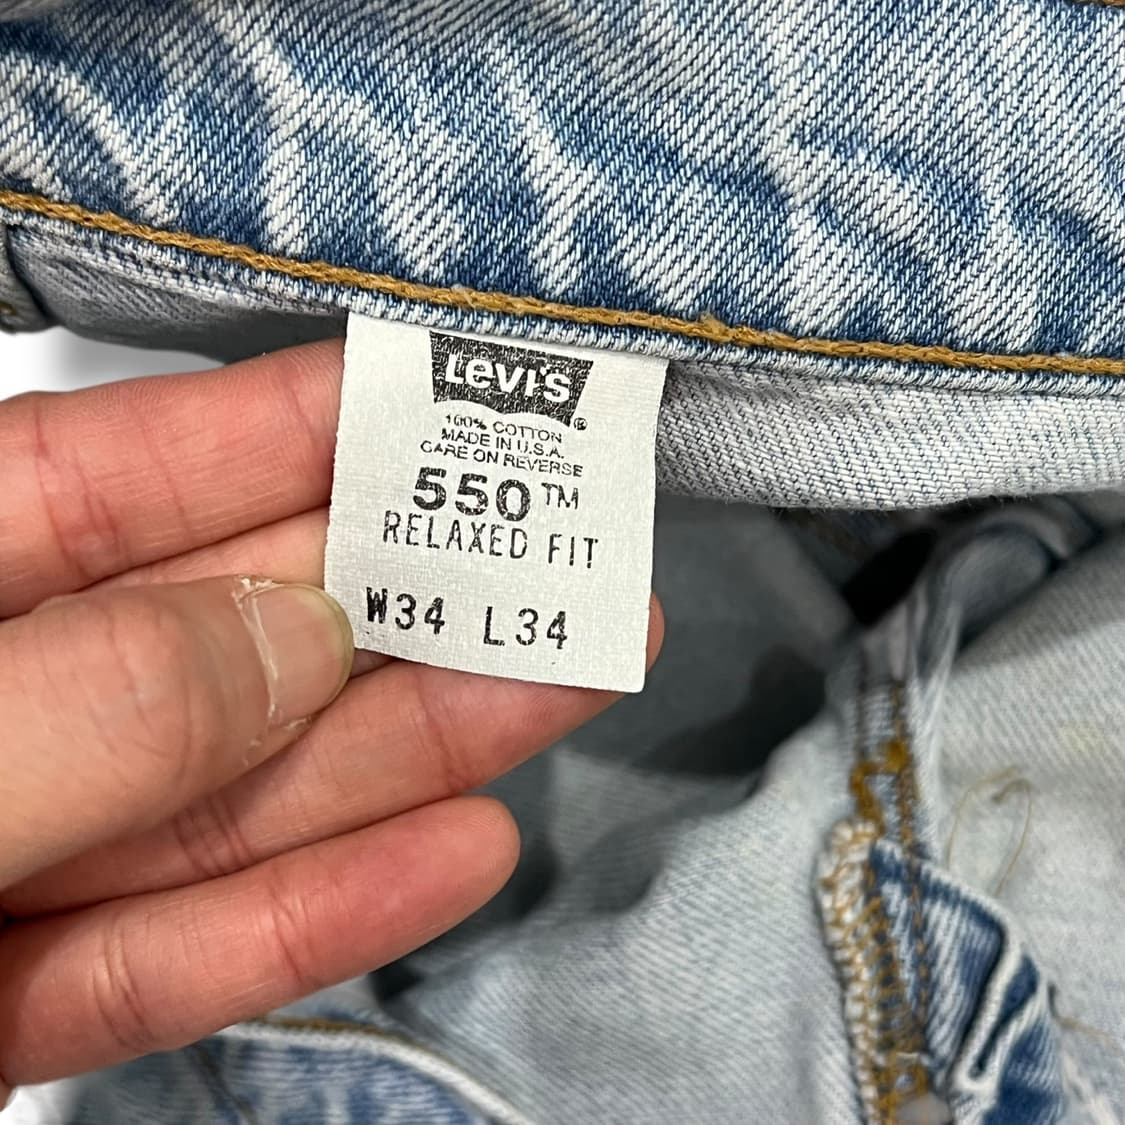 Levi's®
100% COTTON
MADE IN U.S.A.
CARE ON REVERSE
550™
RELAXED FIT
W34 L34